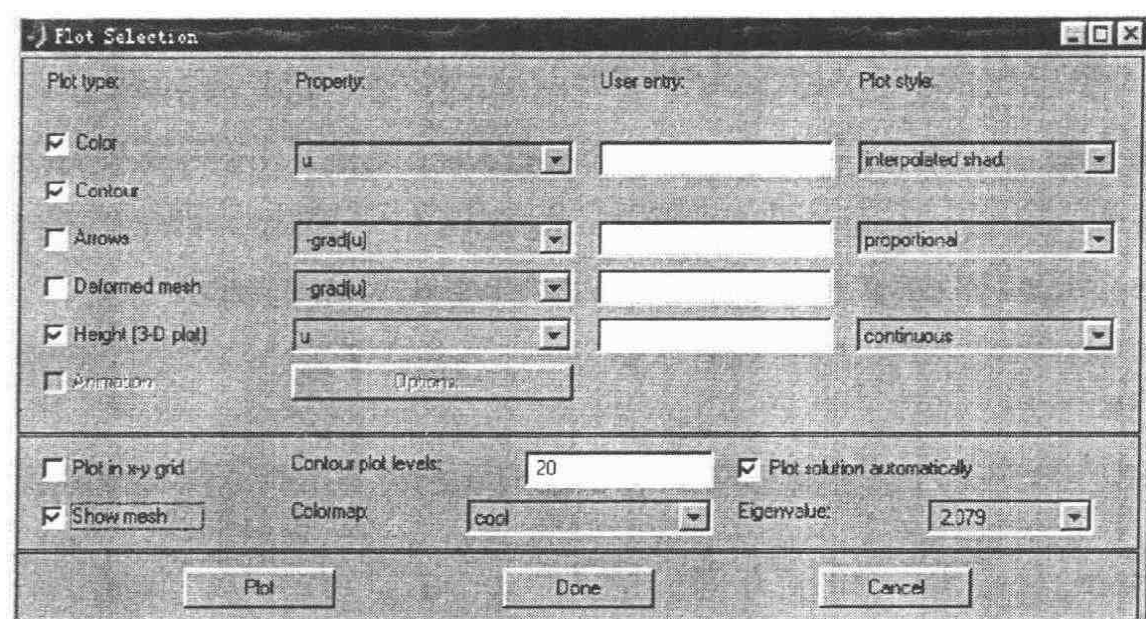 Plot Selection
Plot type: Property: User entry: Plot style:
Color u interpolated shad.
Contour
Arrows -grad(u) proportional
Deformed mesh -grad(u)
Height (3-D plot) u continuous
Animation Options...
Plot in x-y grid Contour plot levels: 20 Plot solution automatically
Show mesh Colormap: cool Eigenvalue: 2.079
Plot Done Cancel